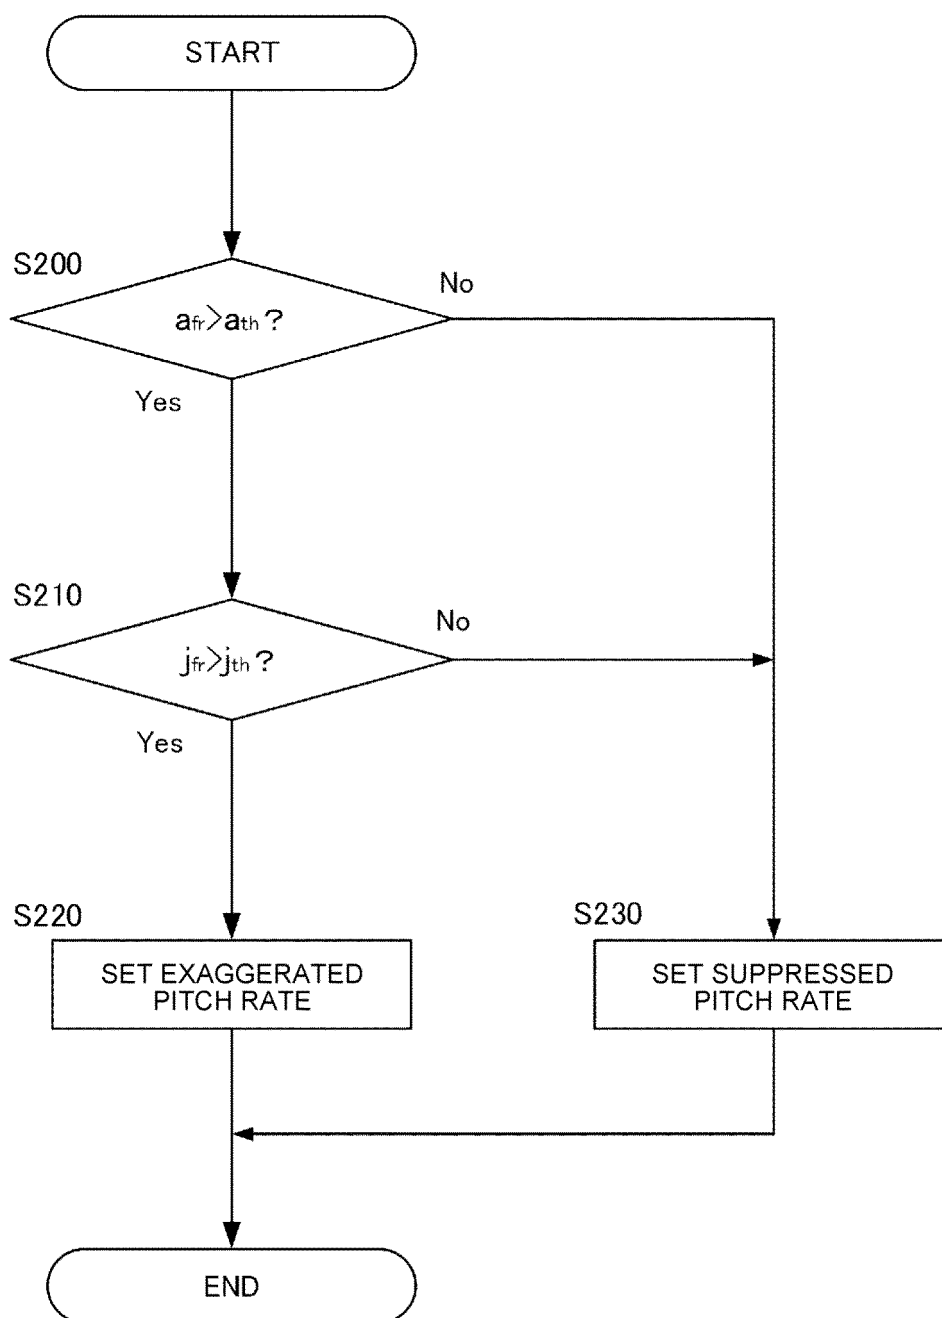 START
S200
No
afr>ath?
Yes
S210
No
jfr>jth?
Yes
S220
S230
SET EXAGGERATED
PITCH RATE
SET SUPPRESSED
PITCH RATE
END